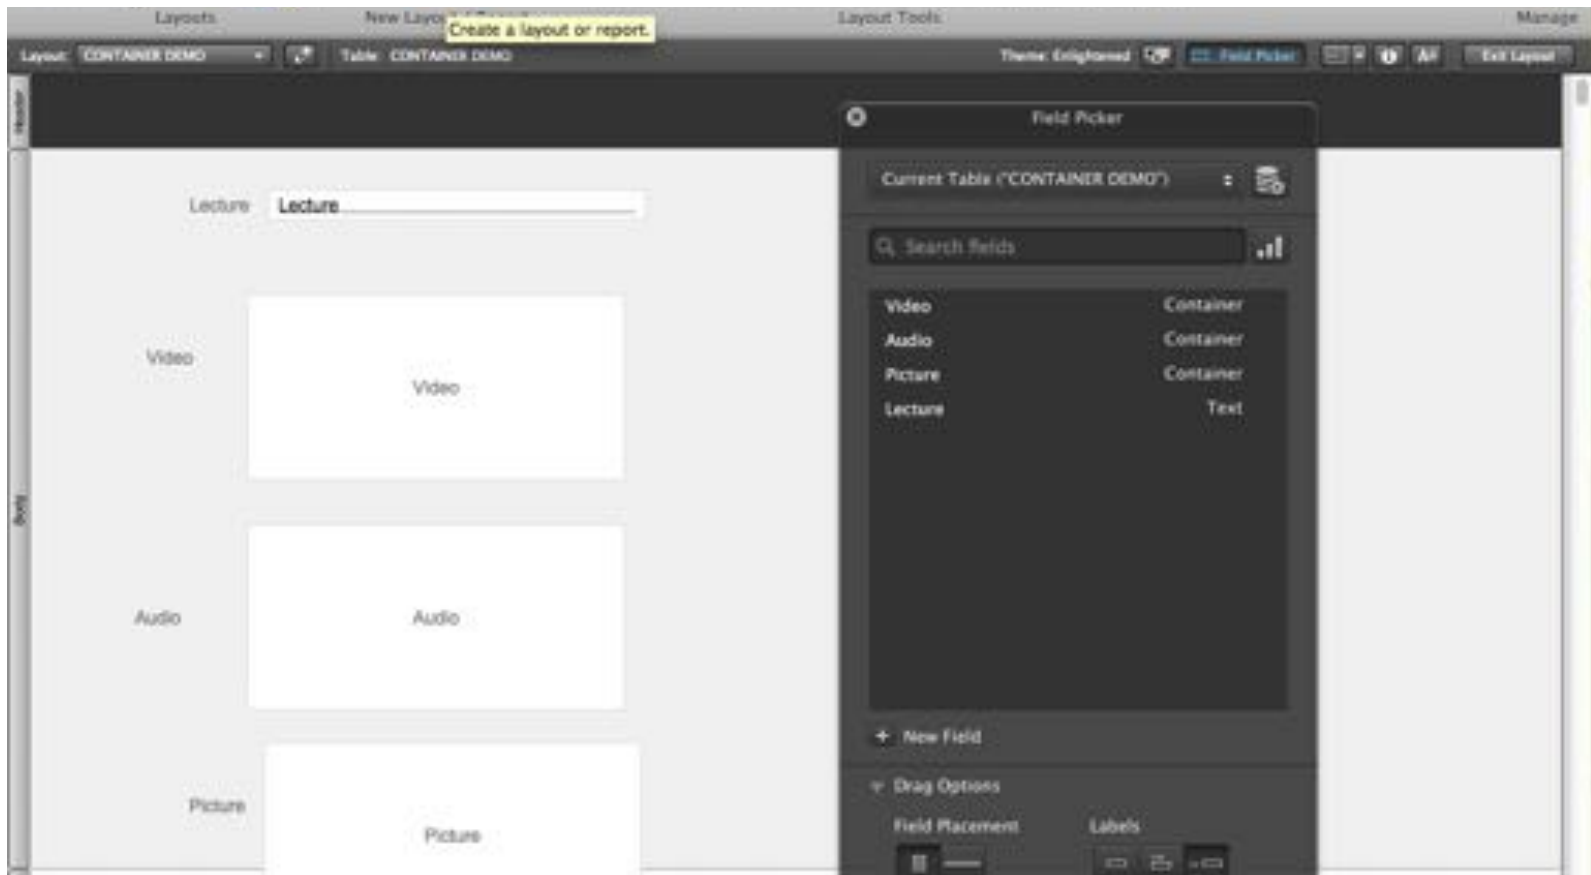 Layouts
Layout Tools
Manage
Create a layout or report.
Layout: CONTAINER DEMO
Table: CONTAINER DEMO
Theme: Enlightened
Field Picker
Exit Layout
Header
Field Picker
Current Table ("CONTAINER DEMO")
Lecture
Lecture
Search fields
Video Container
Audio Container
Picture Container
Lecture Text
Video
Video
Body
Audio
Audio
+ New Field
Drag Options
Picture
Picture
Field Placement
Labels